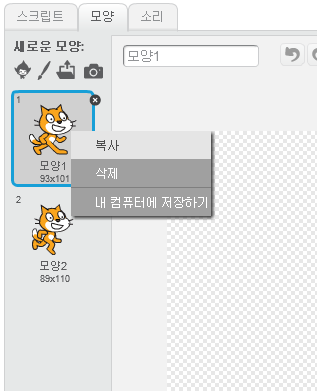 스크립트 모양 소리
새로운 모양:
모양1
1
모양1
93x101
복사
삭제
내 컴퓨터에 저장하기
2
모양2
89x110